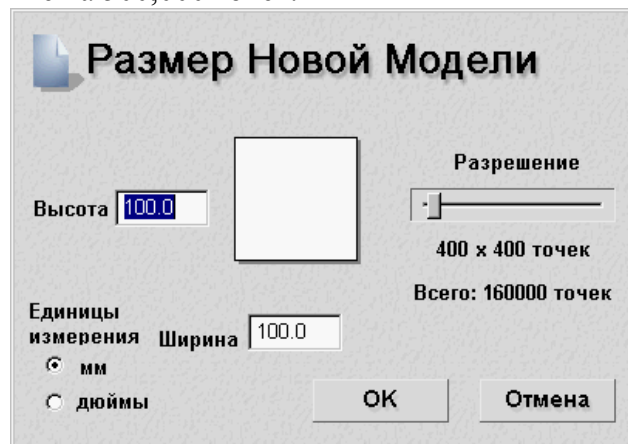 Размер Новой Модели
Разрешение
Высота 100.0
400 x 400 точек
Всего: 160000 точек
Единицы
измерения
Ширина 100.0
мм
дюймы
OK
Отмена